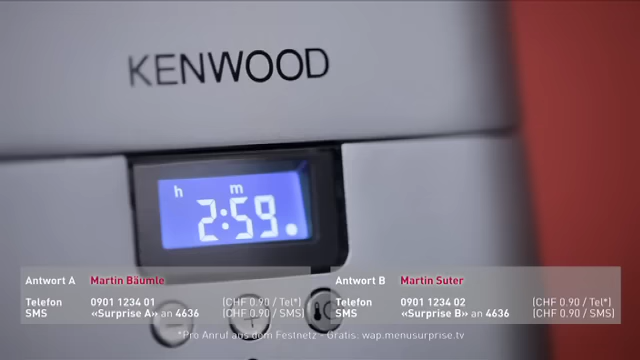 KENWOOD
h m
2:59
Antwort A Martin Bäumle
Telefon 0901 1234 01 (CHF 0.90 / Tel*)
SMS «Surprise A» an 4636 (CHF 0.90 / SMS)
Antwort B Martin Suter
0901 1234 02 (CHF 0.90 / Tel*)
«Surprise B» an 4636 (CHF 0.90 / SMS)
*Pro Anruf aus dem Festnetz - Gratis: wap.menusurprise.tv